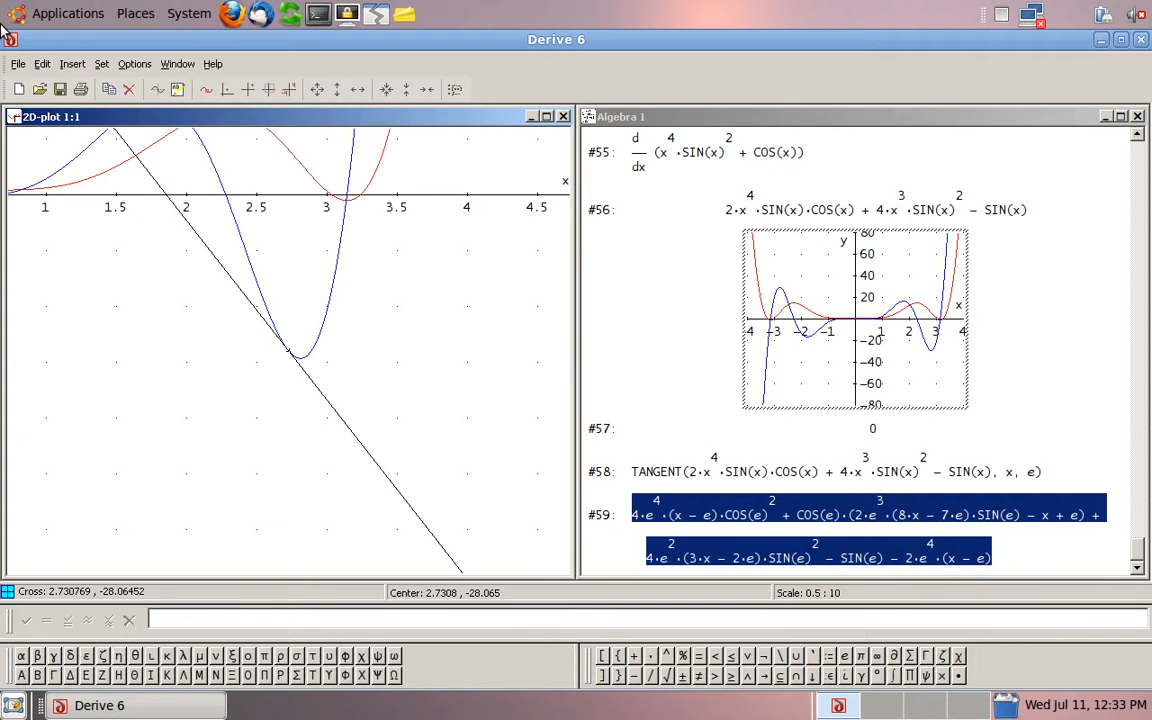 Applications Places System
Derive 6
File Edit Insert Set Options Window Help
2D-plot 1:1
x
1 1.5 2 2.5 3 3.5 4 4.5
Algebra 1
d 4 2
#55: ── (x ·SIN(x) + COS(x))
dx
4 3 2
#56: 2·x ·SIN(x)·COS(x) + 4·x ·SIN(x) − SIN(x)
80
y
60
40
20
x
4 −3 −2 −1 1 2 3 4
−20
−40
−60
−80
#57: 0
4 3 2
#58: TANGENT(2·x ·SIN(x)·COS(x) + 4·x ·SIN(x) − SIN(x), x, e)
4 2 3
#59: 4·e ·(x − e)·COS(e) + COS(e)·(2·e ·(8·x − 7·e)·SIN(e) − x + e) +
2 2 4
4·e ·(3·x − 2·e)·SIN(e) − SIN(e) − 2·e ·(x − e)
Cross: 2.730769 , -28.06452 Center: 2.7308 , -28.065 Scale: 0.5 : 10
α β γ δ ε ζ η θ ι κ λ μ ν ξ ο π ρ σ τ υ φ χ ψ ω
Α Β Γ Δ Ε Ζ Η Θ Ι Κ Λ Μ Ν Ξ Ο Π Ρ Σ Τ Υ Φ Χ Ψ Ω
[ { + · ^ % = < ≤ ¬ ∩ := e π ∞ ∂ ∑ Γ ζ χ
] } − / √ ± ≠ > ≥ ∧ → ⊆ ∪ ' i ° ∫ ∏ γ •
Derive 6
Wed Jul 11, 12:33 PM